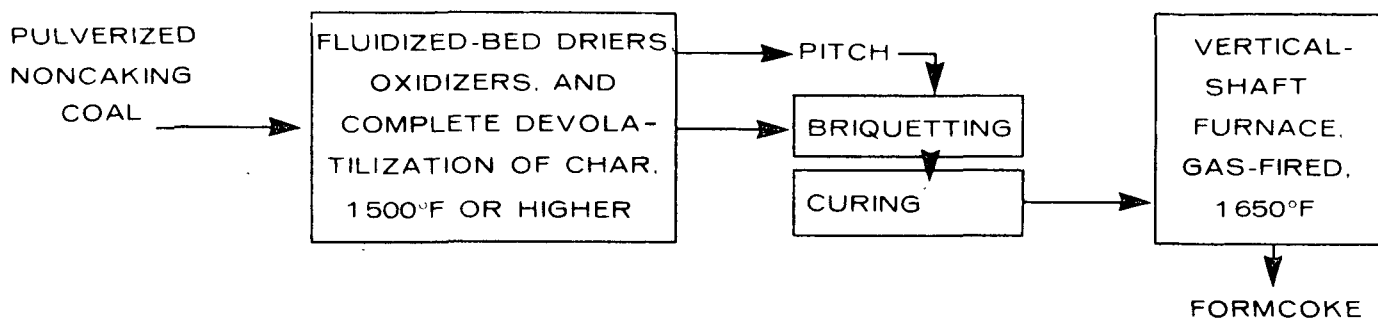 PULVERIZED
NONCAKING
COAL
FLUIDIZED-BED DRIERS
OXIDIZERS. AND
COMPLETE DEVOLA-
TILIZATION OF CHAR.
1500°F OR HIGHER
PITCH
BRIQUETTING
CURING
VERTICAL-
SHAFT
FURNACE.
GAS-FIRED,
1650°F
FORMCOKE